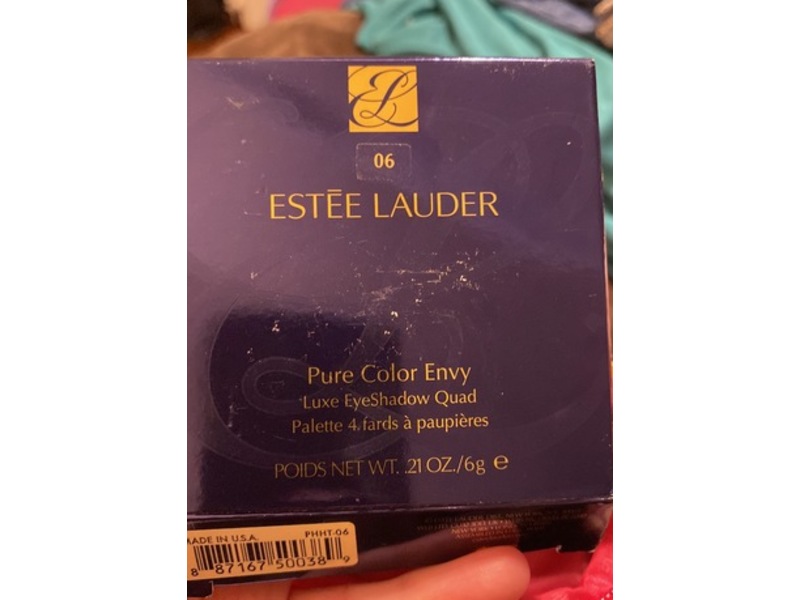 EL
06
ESTĒE LAUDER
Pure Color Envy
Luxe EyeShadow Quad
Palette 4 fards à paupières
POIDS NET WT. .21 OZ./6g e
MADE IN U.S.A. PHHT-06
8 87167 50038 9